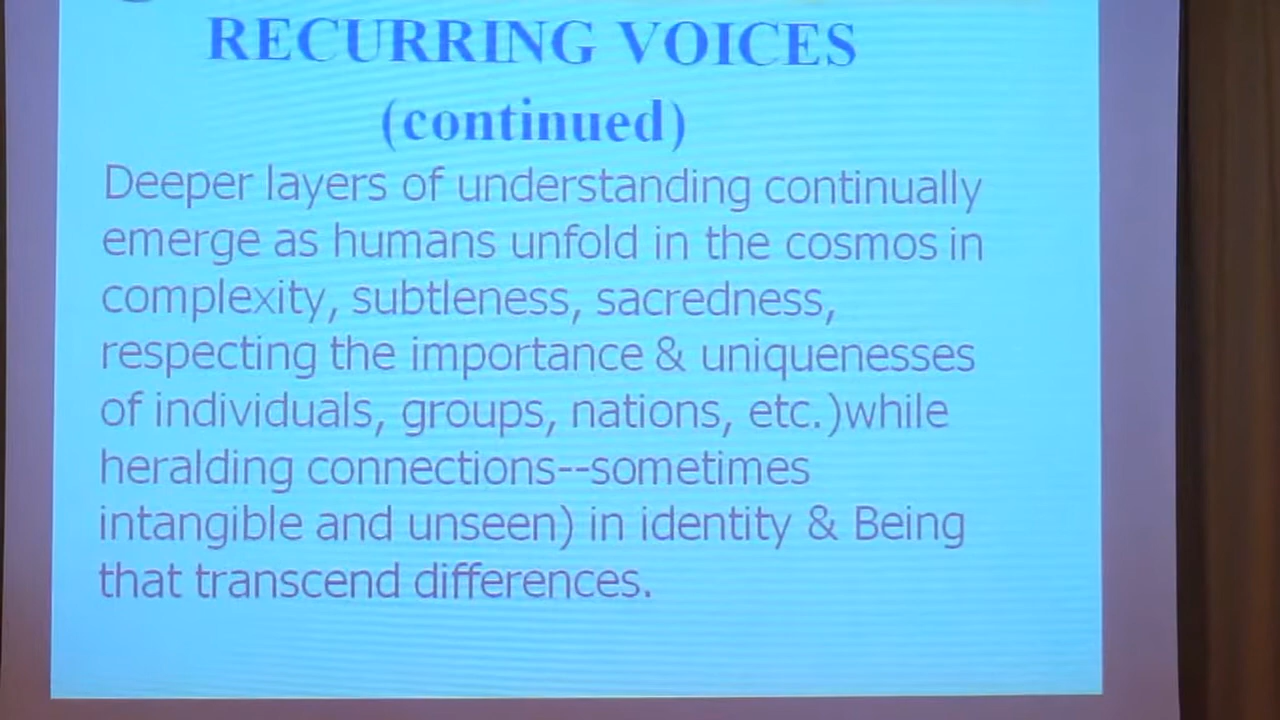 RECURRING VOICES
(continued)
Deeper layers of understanding continually
emerge as humans unfold in the cosmos in
complexity, subtleness, sacredness,
respecting the importance & uniquenesses
of individuals, groups, nations, etc.)while
heralding connections--sometimes
intangible and unseen) in identity & Being
that transcend differences.